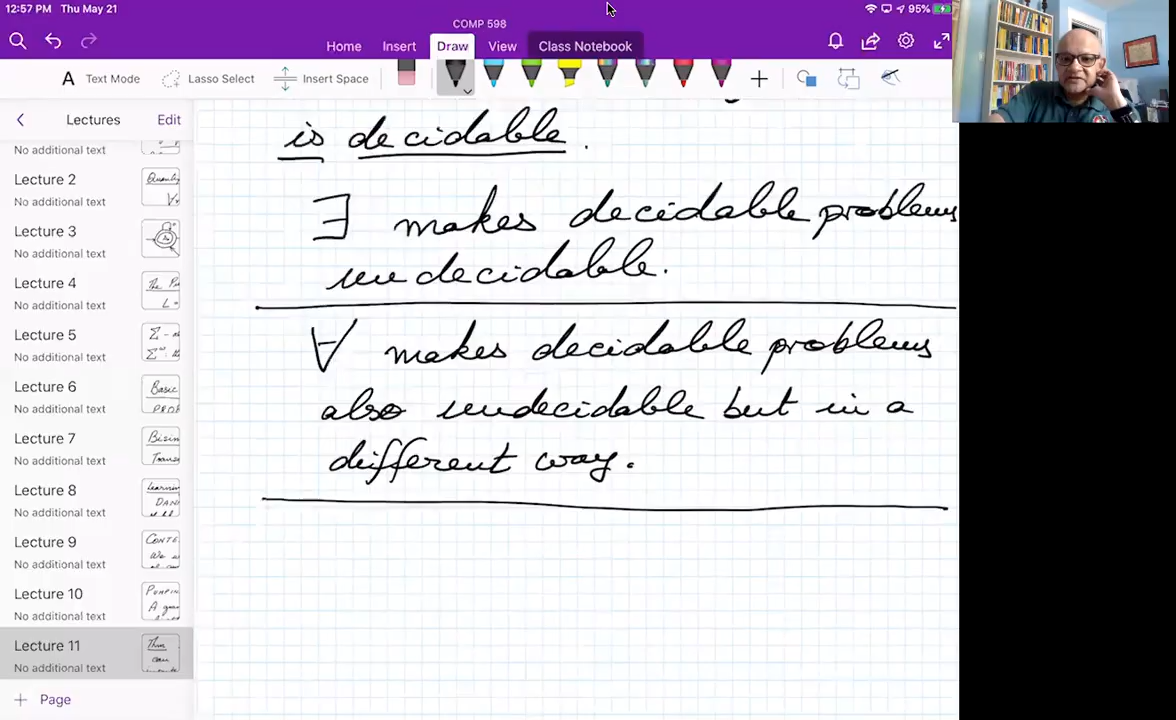 12:57 PM Thu May 21
95%
COMP 598
Home Insert Draw View Class Notebook
Text Mode Lasso Select Insert Space
Lectures Edit
No additional text
Lecture 2
No additional text
Lecture 3
No additional text
Lecture 4
No additional text
Lecture 5
No additional text
Lecture 6
No additional text
Lecture 7
No additional text
Lecture 8
No additional text
Lecture 9
No additional text
Lecture 10
No additional text
Lecture 11
No additional text
+ Page
is decidable.
∃ makes decidable problems
undecidable.
∀ makes decidable problems
also undecidable but in a
different way.